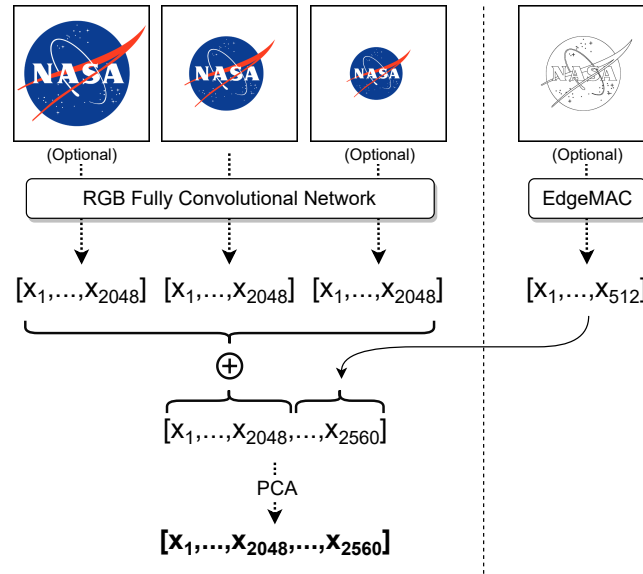 NASA NASA NASA NASA
(Optional) (Optional) (Optional)
RGB Fully Convolutional Network EdgeMAC
[x1,...,x2048] [x1,...,x2048] [x1,...,x2048] [x1,...,x512]
[x1,...,x2048,...,x2560]
PCA
[x1,...,x2048,...,x2560]